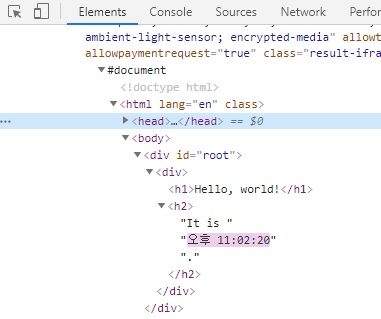 Elements Console Sources Network
ambient-light-sensor; encrypted-media" allowt
allowpaymentrequest="true" class="result-ifra
▼#document
<!doctype html>
▼<html lang="en" class>
… ▶<head>…</head> == $0
▼<body>
▼<div id="root">
▼<div>
<h1>Hello, world!</h1>
▼<h2>
"It is "
"오후 11:02:20"
"."
</h2>
</div>
</div>